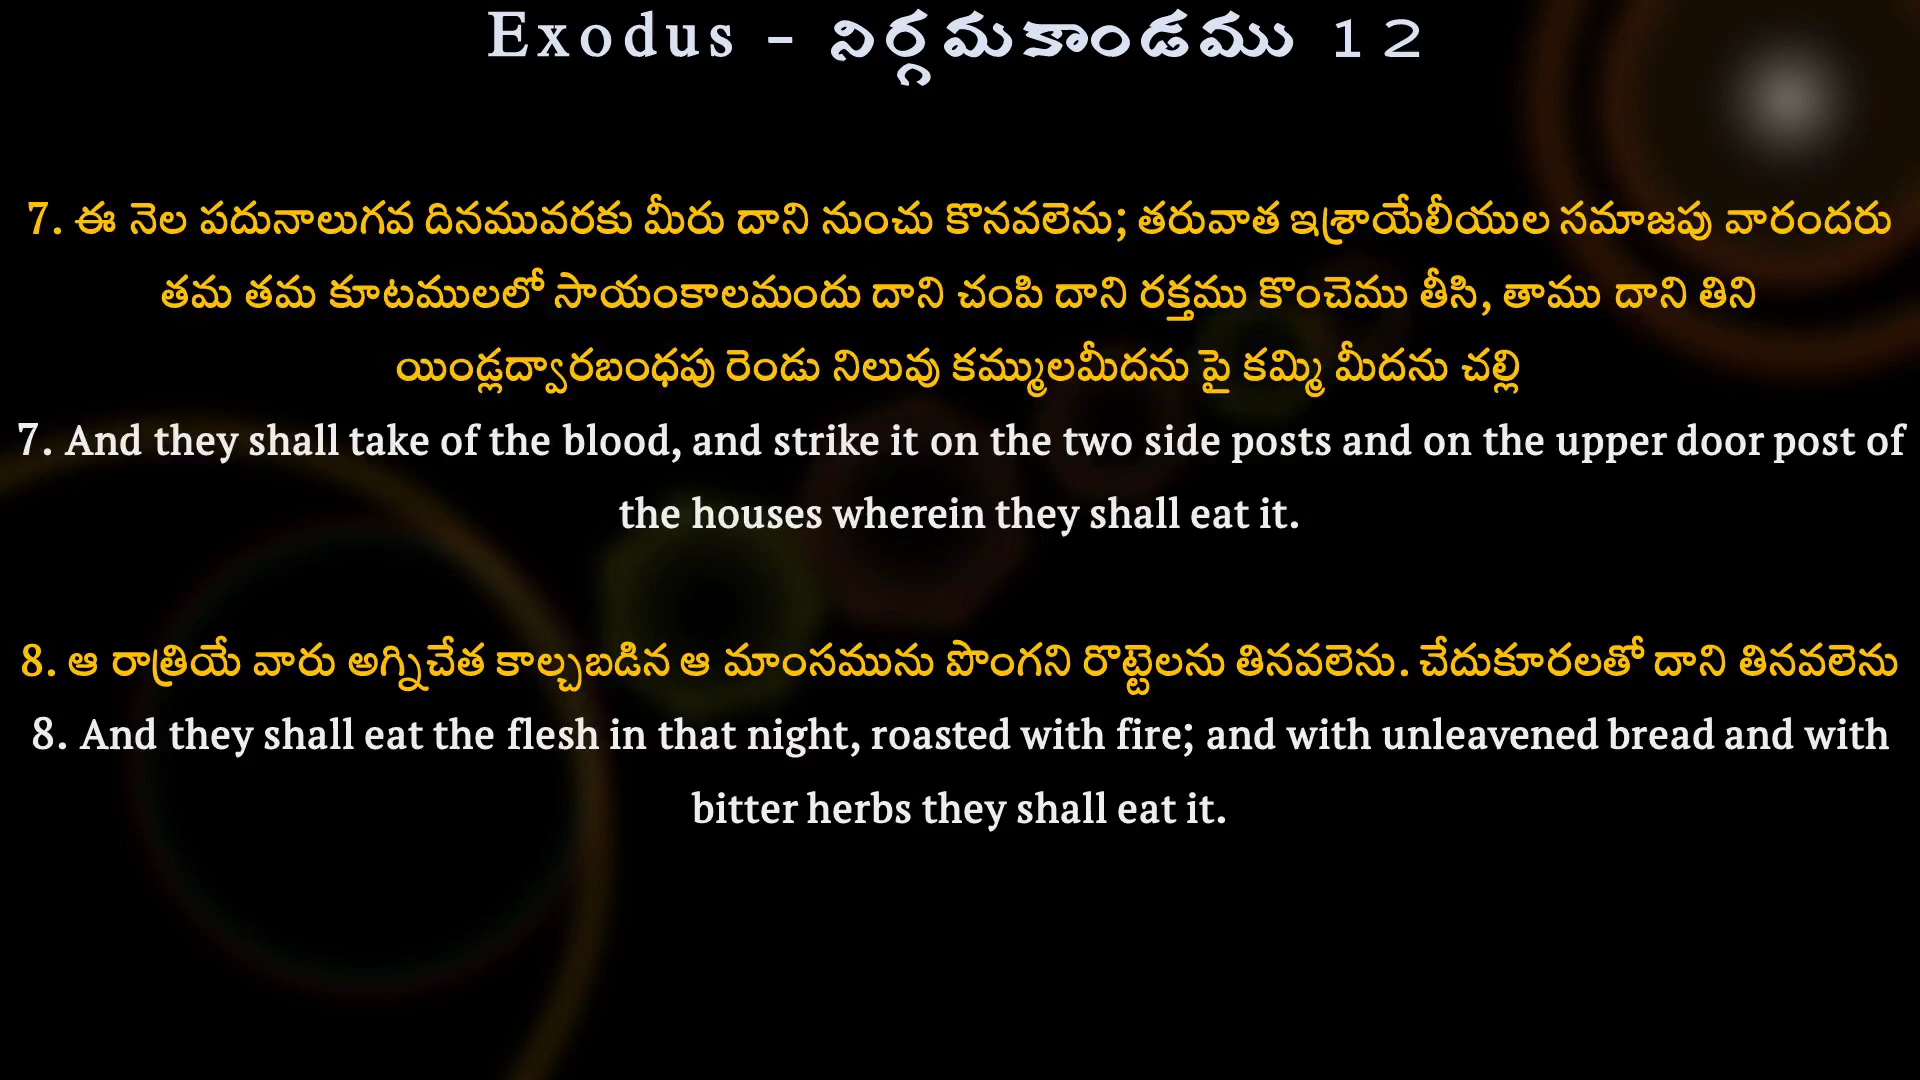 Exodus - నిర్గమకాండము 12
7. ఈ నెల పదునాలుగవ దినమువరకు మీరు దాని నుంచు కొనవలెను; తరువాత ఇశ్రాయేలీయుల సమాజపు వారందరు
తమ తమ కూటములలో సాయంకాలమందు దాని చంపి దాని రక్తము కొంచెము తీసి, తాము దాని తిని
యిండ్లద్వారబంధపు రెండు నిలువు కమ్ములమీదను పై కమ్మి మీదను చల్లి
7. And they shall take of the blood, and strike it on the two side posts and on the upper door post of
the houses wherein they shall eat it.
8. ఆ రాత్రియే వారు అగ్నిచేత కాల్చబడిన ఆ మాంసమును పొంగని రొట్టెలను తినవలెను. చేదుకూరలతో దాని తినవలెను
8. And they shall eat the flesh in that night, roasted with fire; and with unleavened bread and with
bitter herbs they shall eat it.